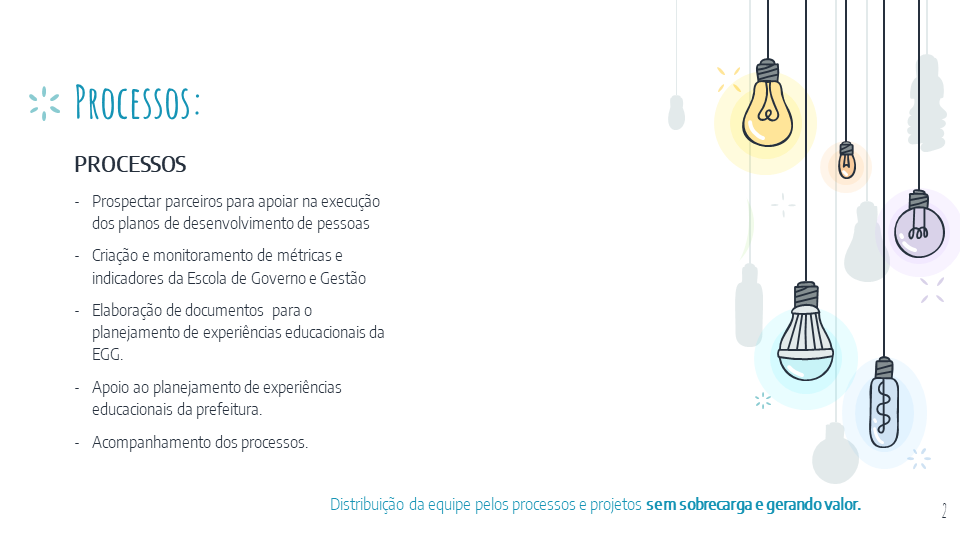 Processos:
PROCESSOS
- Prospectar parceiros para apoiar na execução
dos planos de desenvolvimento de pessoas
- Criação e monitoramento de métricas e
indicadores da Escola de Governo e Gestão
- Elaboração de documentos  para o
planejamento de experiências educacionais da
EGG.
- Apoio ao planejamento de experiências
educacionais da prefeitura.
- Acompanhamento dos processos.
Distribuição da equipe pelos processos e projetos sem sobrecarga e gerando valor.
2